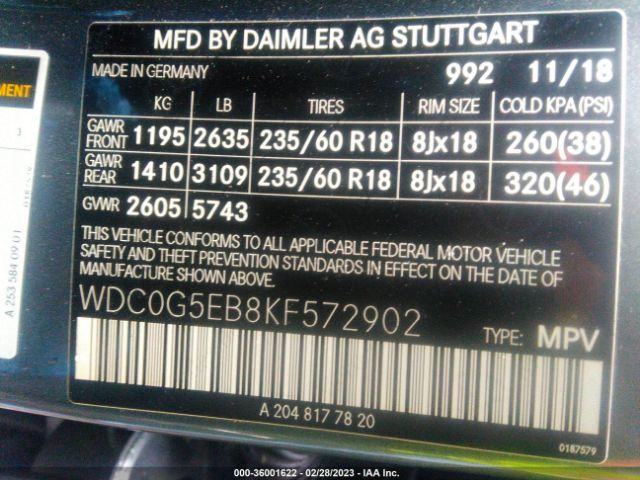 MFD BY DAIMLER AG STUTTGART
MADE IN GERMANY 992 11/18
KG LB TIRES RIM SIZE COLD KPA(PSI)
GAWR FRONT 1195 2635 235/60 R18 8Jx18 260(38)
GAWR REAR 1410 3109 235/60 R18 8Jx18 320(46)
GVWR 2605 5743
THIS VEHICLE CONFORMS TO ALL APPLICABLE FEDERAL MOTOR VEHICLE
SAFETY AND THEFT PREVENTION STANDARDS IN EFFECT ON THE DATE OF
MANUFACTURE SHOWN ABOVE.
WDC0G5EB8KF572902
TYPE: MPV
A 204 817 78 20
0187579
A 253 584 09 01
000-36001622 - 02/28/2023 - IAA Inc.